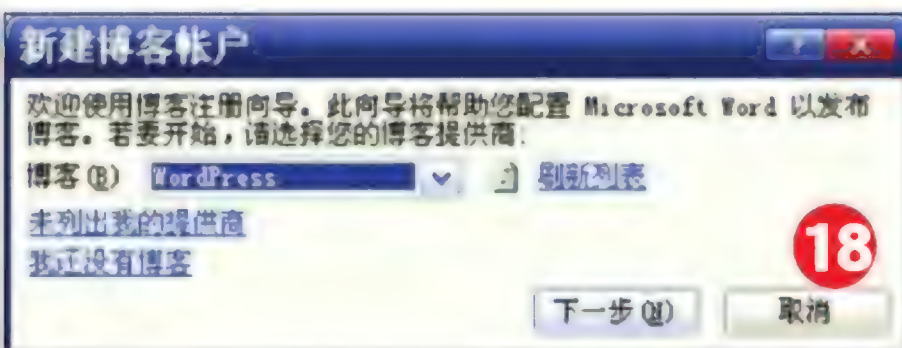 新建博客帐户
欢迎使用博客注册向导。此向导将帮助您配置 Microsoft Word 以发布
博客。若要开始，请选择您的博客提供商:
博客(B) WordPress 刷新列表
未列出我的提供商
我还没有博客
18
下一步(N) 取消